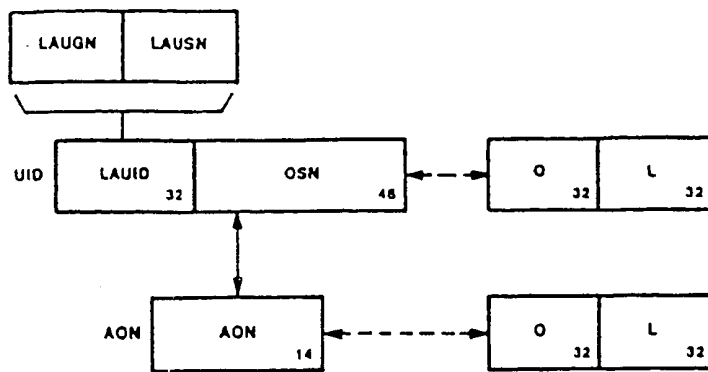 LAUGN LAUSN
UID LAUID 32 OSN 48 O 32 L 32
AON AON 14 O 32 L 32